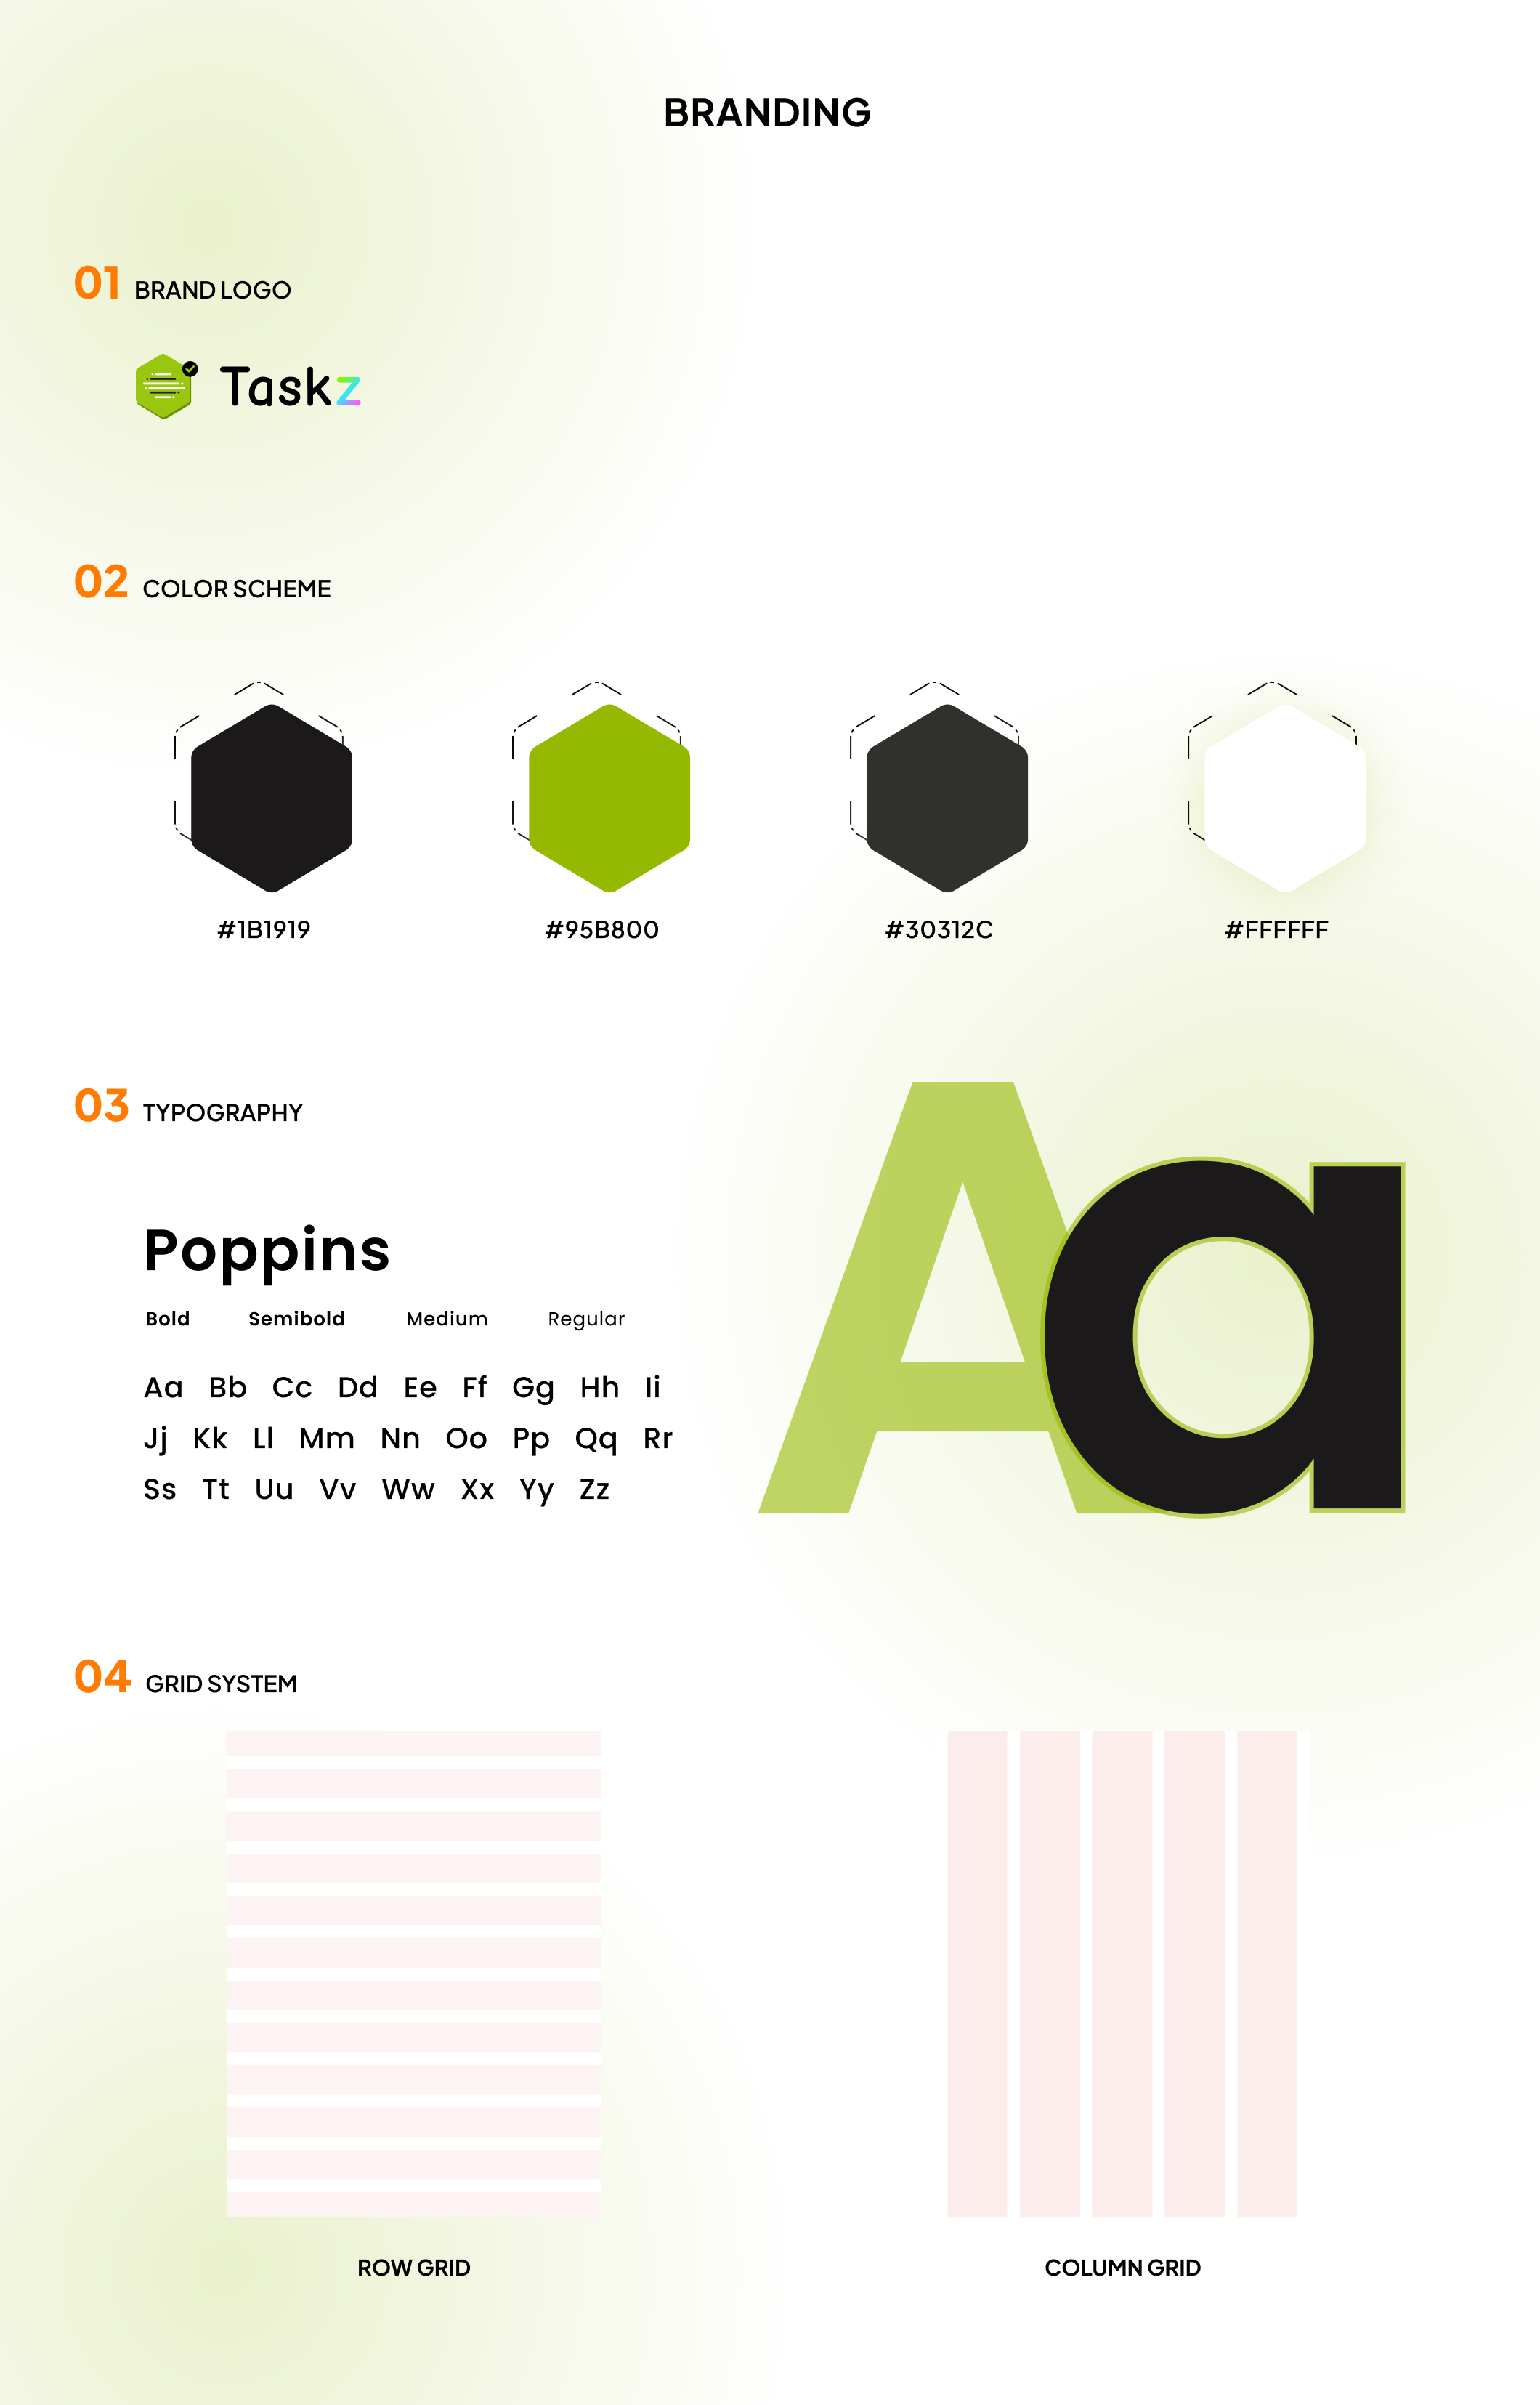 BRANDING
01 BRAND LOGO
Taskz
02 COLOR SCHEME
#1B1919 #95B800 #30312C #FFFFFF
03 TYPOGRAPHY
Aa
Poppins
Bold Semibold Medium Regular
Aa Bb Cc Dd Ee Ff Gg Hh Ii
Jj Kk Ll Mm Nn Oo Pp Qq Rr
Ss Tt Uu Vv Ww Xx Yy Zz
04 GRID SYSTEM
ROW GRID COLUMN GRID